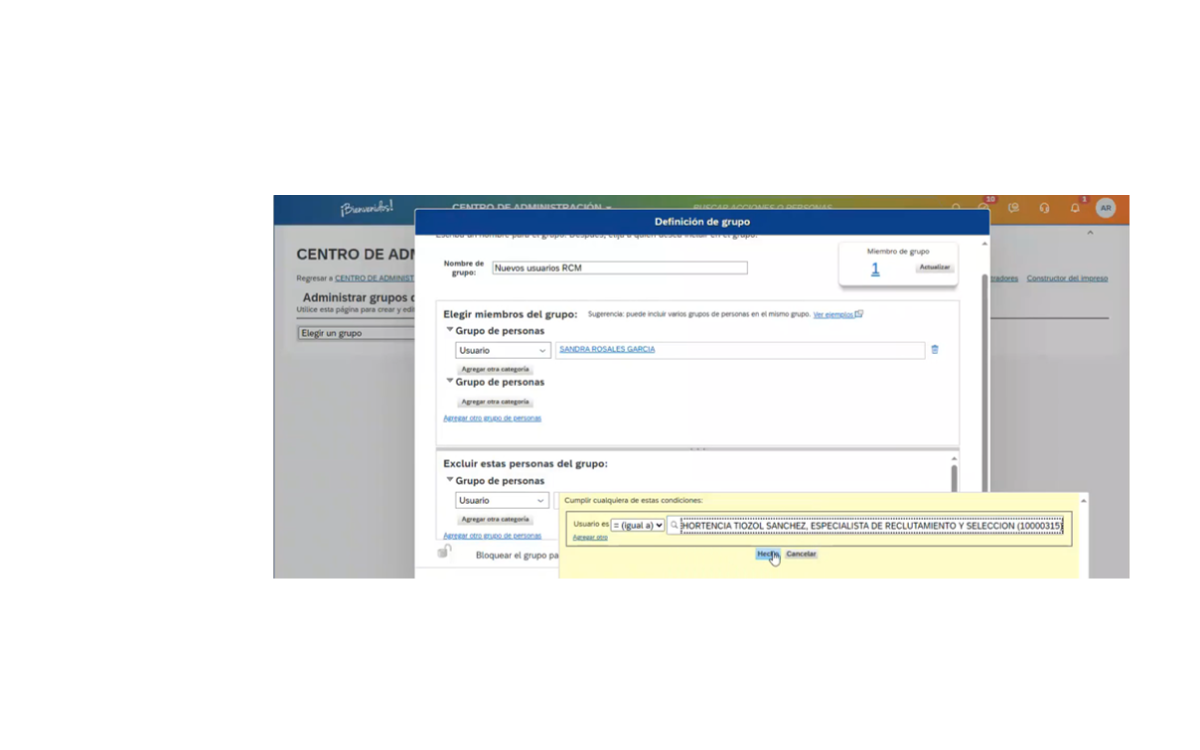 ¡Bienvenidos!
CENTRO DE ADMINISTRACIÓN
BUSCAR ACCIONES O PERSONAS
10
1
AR
Definición de grupo
Escriba un nombre para el grupo. Después, elija a quién desea incluir en el grupo.
CENTRO DE ADM
Regresar a CENTRO DE ADMINIST
Constructor del impreso
Administrar grupos d
Utilice esta página para crear y edit
Elegir un grupo
Nombre de grupo:
Nuevos usuarios RCM
Miembro de grupo
1
Actualizar
Elegir miembros del grupo:
Sugerencia: puede incluir varios grupos de personas en el mismo grupo. Ver ejemplos
Grupo de personas
Usuario
SANDRA ROSALES GARCIA
Agregar otra categoría
Grupo de personas
Agregar otra categoría
Agregar otro grupo de personas
Excluir estas personas del grupo:
Grupo de personas
Usuario
Agregar otra categoría
Agregar otro grupo de personas
Bloquear el grupo pa
Cumplir cualquiera de estas condiciones:
Usuario es = (igual a) HORTENCIA TIOZOL SANCHEZ, ESPECIALISTA DE RECLUTAMIENTO Y SELECCION (10000315)
Agregar otro
Hecho Cancelar